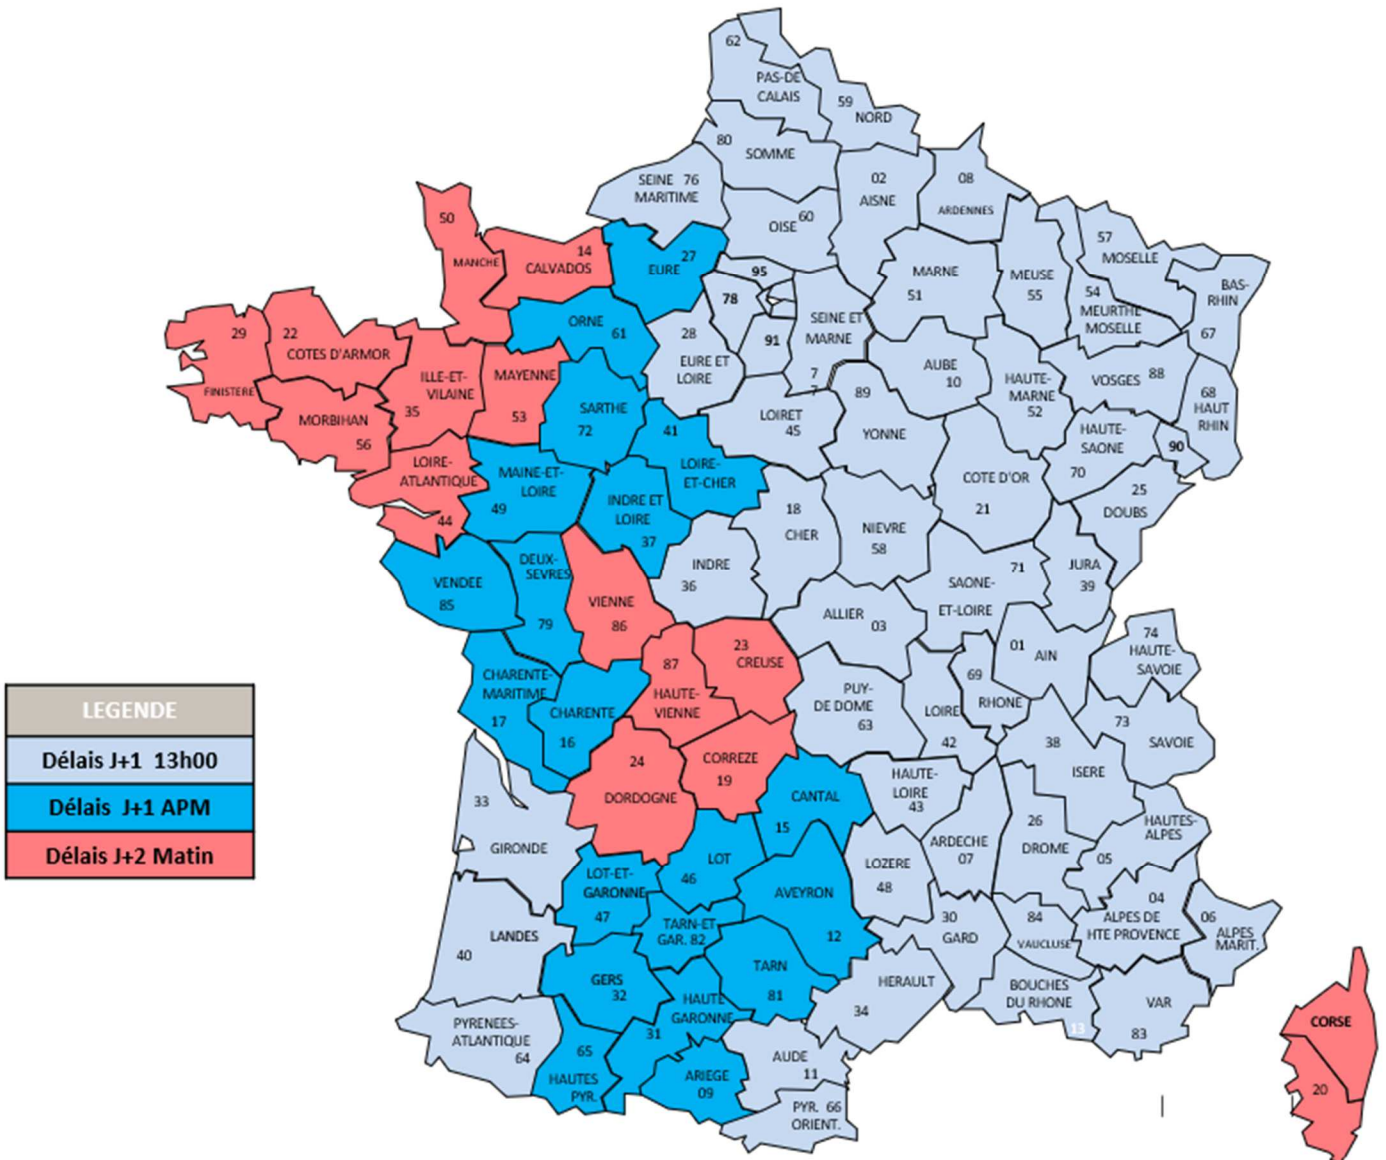 62
PAS-DE
CALAIS
59
NORD
80
SOMME
SEINE 76
MARITIME
02
AISNE
08
ARDENNES
OISE 60
50
MANCHE
14
CALVADOS
27
EURE
95
78
91
SEINE ET
MARNE
7
7
MARNE
51
MEUSE
55
57
MOSELLE
54
MEURTHE
MOSELLE
BAS-
RHIN
67
29
FINISTERE
22
COTES D'ARMOR
ORNE
61
28
EURE ET
LOIRE
AUBE
10
HAUTE-
MARNE
52
VOSGES 88
68
HAUT
RHIN
MORBIHAN
56
ILLE-ET-
VILAINE
35
MAYENNE
53
SARTHE
72
41
LOIRE-
ET-CHER
LOIRET
45
89
YONNE
HAUTE-
SAONE
70
90
25
DOUBS
LOIRE-
ATLANTIQUE
44
MAINE-ET-
LOIRE
49
INDRE ET
LOIRE
37
18
CHER
NIEVRE
58
COTE D'OR
21
JURA
39
VENDEE
85
DEUX-
SEVRES
79
VIENNE
86
INDRE
36
ALLIER
03
71
SAONE-
ET-LOIRE
01
AIN
74
HAUTE-
SAVOIE
CHARENTE-
MARITIME
17
CHARENTE
16
87
HAUTE-
VIENNE
23
CREUSE
PUY-
DE DOME
63
LOIRE
42
69
RHONE
38
ISERE
73
SAVOIE
LEGENDE
Délais J+1 13h00
Délais J+1 APM
Délais J+2 Matin
33
GIRONDE
24
DORDOGNE
CORREZE
19
CANTAL
15
HAUTE-
LOIRE
43
ARDECHE
07
26
DROME
HAUTES-
ALPES
05
LOT-ET-
GARONNE
47
LOT
46
AVEYRON
12
LOZERE
48
30
GARD
84
VAUCLUSE
04
ALPES DE
HTE PROVENCE
06
ALPES
MARIT.
LANDES
40
GERS
32
TARN-ET
GAR. 82
TARN
81
HERAULT
34
BOUCHES
DU RHONE
13
VAR
83
PYRENEES-
ATLANTIQUE
64
65
HAUTES
PYR.
HAUTE
GARONNE
31
ARIEGE
09
AUDE
11
PYR. 66
ORIENT.
CORSE
20